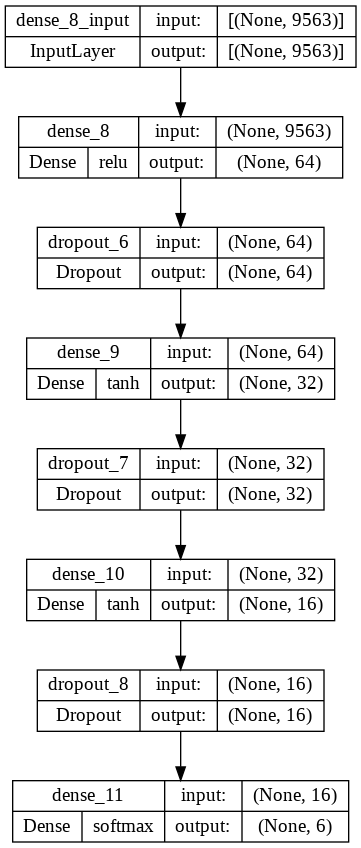 dense_8_input input: [(None, 9563)]
InputLayer output: [(None, 9563)]
dense_8 input: (None, 9563)
Dense relu output: (None, 64)
dropout_6 input: (None, 64)
Dropout output: (None, 64)
dense_9 input: (None, 64)
Dense tanh output: (None, 32)
dropout_7 input: (None, 32)
Dropout output: (None, 32)
dense_10 input: (None, 32)
Dense tanh output: (None, 16)
dropout_8 input: (None, 16)
Dropout output: (None, 16)
dense_11 input: (None, 16)
Dense softmax output: (None, 6)